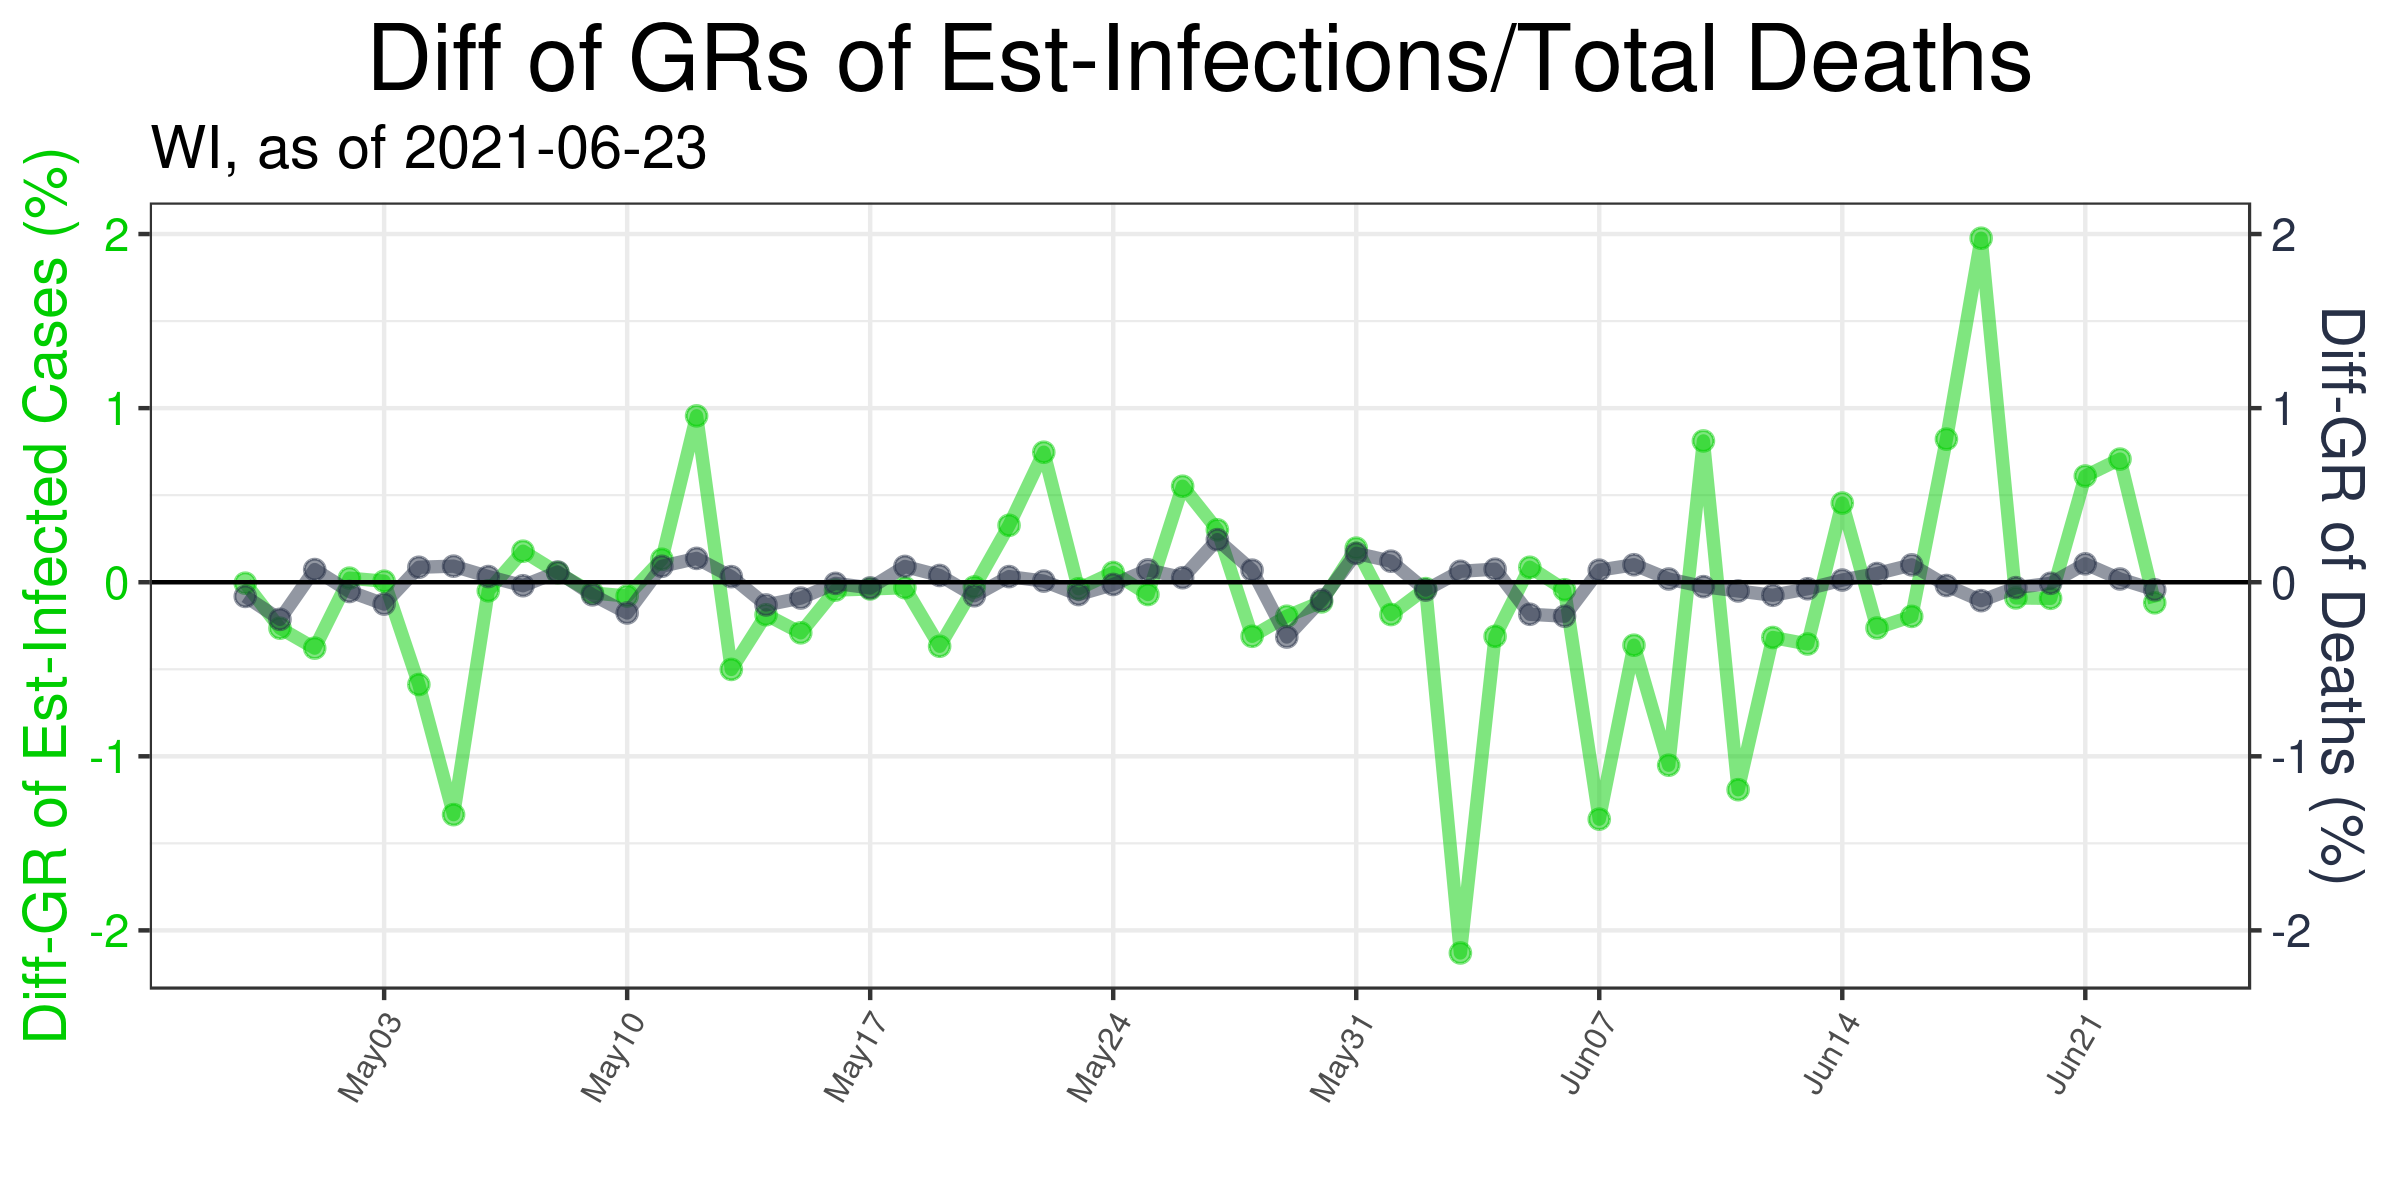 Diff of GRs of Est-Infections/Total Deaths
WI, as of 2021-06-23
Diff-GR of Est-Infected Cases (%)
2
1
0
-1
-2
2
1
0
-1
-2
Diff-GR of Deaths (%)
May03
May10
May17
May24
May31
Jun07
Jun14
Jun21